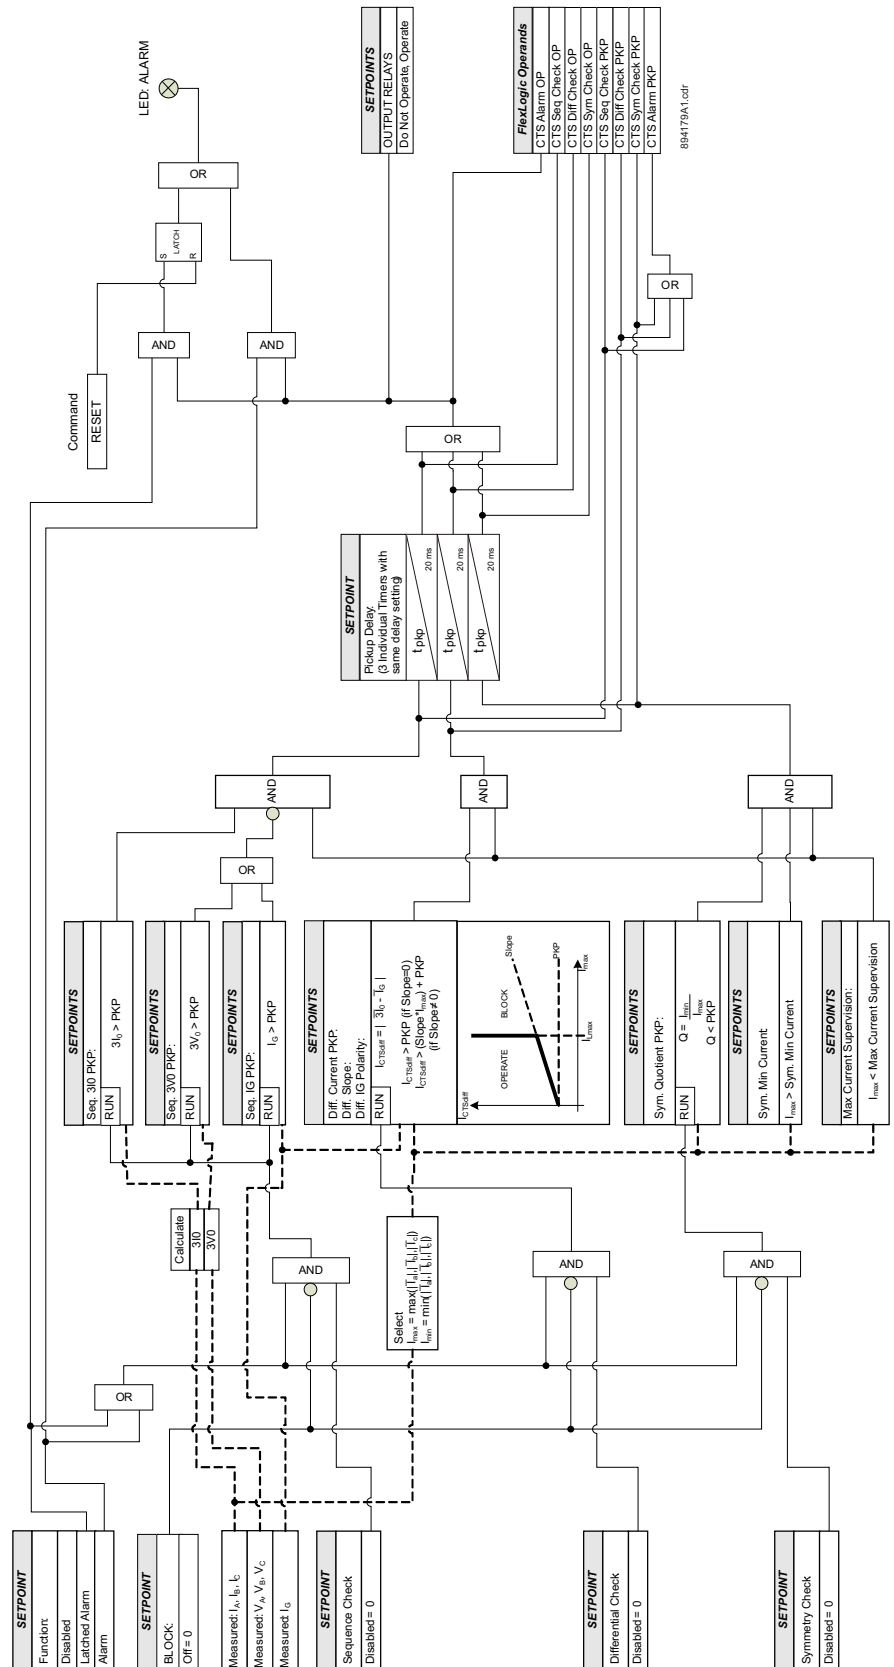 SETPOINT
Function:
Disabled
Latched Alarm
Alarm
SETPOINT
BLOCK:
Off = 0
Measured: IA, IB, IC
Measured: VA, VB, VC
Measured: IG
SETPOINT
Sequence Check
Disabled = 0
SETPOINT
Differential Check
Disabled = 0
SETPOINT
Symmetry Check
Disabled = 0
OR
AND
AND
AND
Calculate
3I0
3V0
Select
Imax = max(|Ia|,|Ib|,|Ic|)
Imin = min(|Ia|,|Ib|,|Ic|)
SETPOINTS
Seq. 3I0 PKP:
RUN
3I0 > PKP
SETPOINTS
Seq. 3V0 PKP:
RUN
3V0 > PKP
SETPOINTS
Seq. IG PKP:
RUN
IG > PKP
SETPOINTS
Diff. Current PKP:
Diff. Slope:
Diff. IG Polarity:
RUN
ICTSdiff = | 3I0 - IG |
ICTSdiff > PKP (if Slope=0)
ICTSdiff > (Slope*Imax) + PKP
(if Slope ≠ 0)
ICTSdiff
OPERATE
BLOCK
Slope
PKP
Imax
SETPOINTS
Sym. Quotient PKP:
RUN
Q = Imin
Imax
Q < PKP
SETPOINTS
Sym. Min Current:
Imax > Sym. Min Current
SETPOINTS
Max Current Supervision:
Imax < Max Current Supervision
OR
AND
AND
AND
SETPOINT
Pickup Delay:
(3 Individual Timers with
same delay setting)
tpkp
20 ms
tpkp
20 ms
tpkp
20 ms
OR
Command
RESET
AND
AND
S
LATCH
R
OR
LED: ALARM
SETPOINTS
OUTPUT RELAYS
Do Not Operate, Operate
OR
FlexLogic Operands
CTS Alarm OP
CTS Seq Check OP
CTS Diff Check OP
CTS Sym Check OP
CTS Seq Check PKP
CTS Diff Check PKP
CTS Sym Check PKP
CTS Alarm PKP
894179A1.cdr